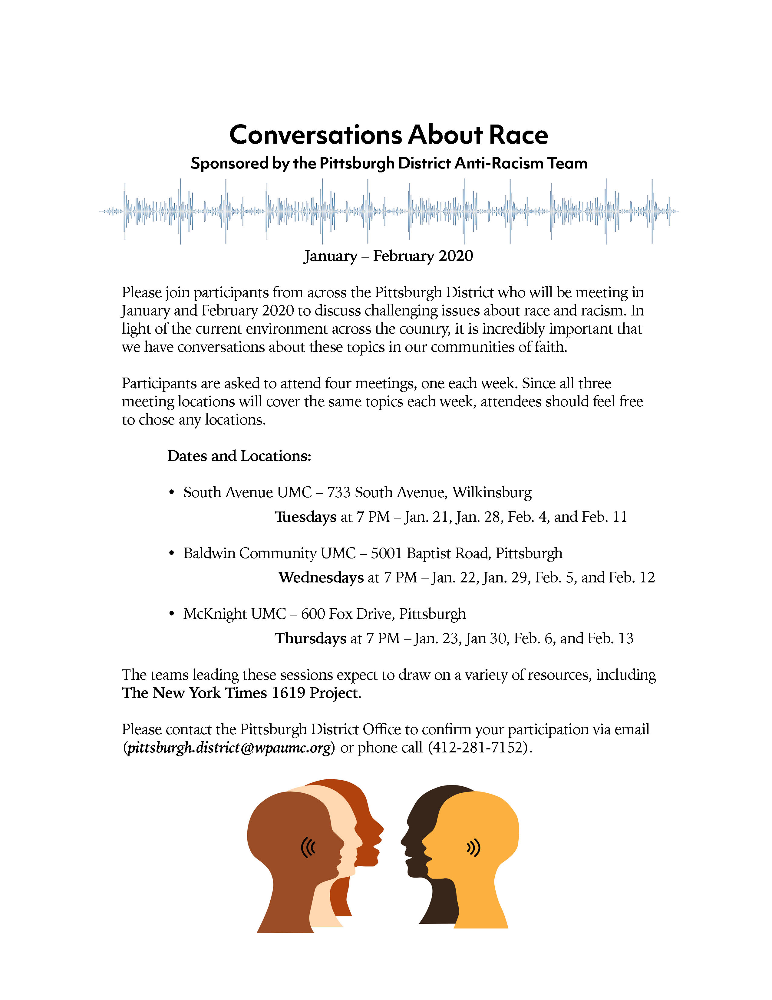 Conversations About Race
Sponsored by the Pittsburgh District Anti-Racism Team
January – February 2020
Please join participants from across the Pittsburgh District who will be meeting in
January and February 2020 to discuss challenging issues about race and racism. In
light of the current environment across the country, it is incredibly important that
we have conversations about these topics in our communities of faith.
Participants are asked to attend four meetings, one each week. Since all three
meeting locations will cover the same topics each week, attendees should feel free
to chose any locations.
Dates and Locations:
• South Avenue UMC – 733 South Avenue, Wilkinsburg
Tuesdays at 7 PM – Jan. 21, Jan. 28, Feb. 4, and Feb. 11
• Baldwin Community UMC – 5001 Baptist Road, Pittsburgh
Wednesdays at 7 PM – Jan. 22, Jan. 29, Feb. 5, and Feb. 12
• McKnight UMC – 600 Fox Drive, Pittsburgh
Thursdays at 7 PM – Jan. 23, Jan 30, Feb. 6, and Feb. 13
The teams leading these sessions expect to draw on a variety of resources, including
The New York Times 1619 Project.
Please contact the Pittsburgh District Office to confirm your participation via email
(pittsburgh.district@wpaumc.org) or phone call (412-281-7152).